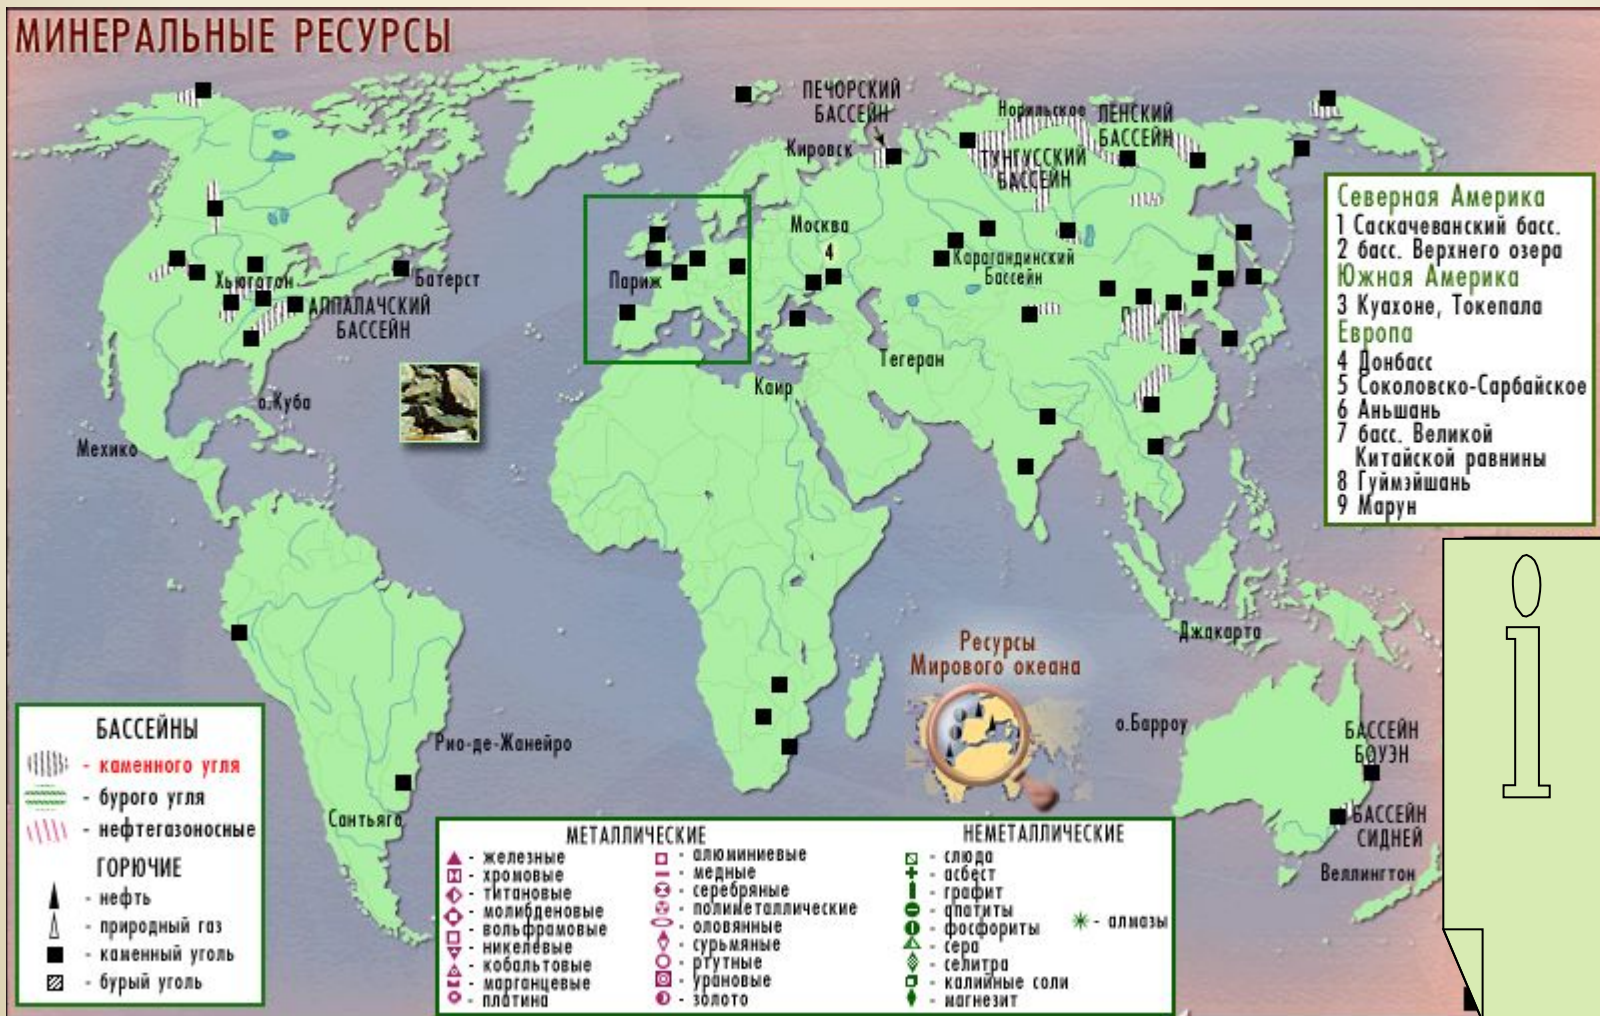 МИНЕРАЛЬНЫЕ РЕСУРСЫ
ПЕЧОРСКИЙ
БАССЕЙН
Кировск
Норильское
ЛЕНСКИЙ
БАССЕЙН
ТУНГУССКИЙ
БАССЕЙН
Москва
4
Карагандинский
Бассейн
Париж
Хьюготон
Батерст
АППАЛАЧСКИЙ
БАССЕЙН
Тегеран
Каир
о.Куба
Мехико
Северная Америка
1 Саскачеванский басс.
2 басс. Верхнего озера
Южная Америка
3 Куахоне, Токепала
Европа
4 Донбасс
5 Соколовско-Сарбайское
6 Аньшань
7 басс. Великой
Китайской равнины
8 Гуймэйшань
9 Марун
i
Джакарта
Ресурсы
Мирового океана
о.Барроу
БАССЕЙН
БОУЭН
БАССЕЙН
СИДНЕЙ
Веллингтон
Рио-де-Жанейро
Сантьяго
БАССЕЙНЫ
- каменного угля
- бурого угля
- нефтегазоносные
ГОРЮЧИЕ
- нефть
- природный газ
- каменный уголь
- бурый уголь
МЕТАЛЛИЧЕСКИЕ
- железные
- хромовые
- титановые
- молибденовые
- вольфрамовые
- никелевые
- кобальтовые
- марганцевые
- платина
- алюминиевые
- медные
- серебряные
- полиметаллические
- оловянные
- сурьмяные
- ртутные
- урановые
- золото
НЕМЕТАЛЛИЧЕСКИЕ
- слюда
- асбест
- графит
- апатиты
- фосфориты
- сера
- селитра
- калийные соли
- магнезит
- алмазы